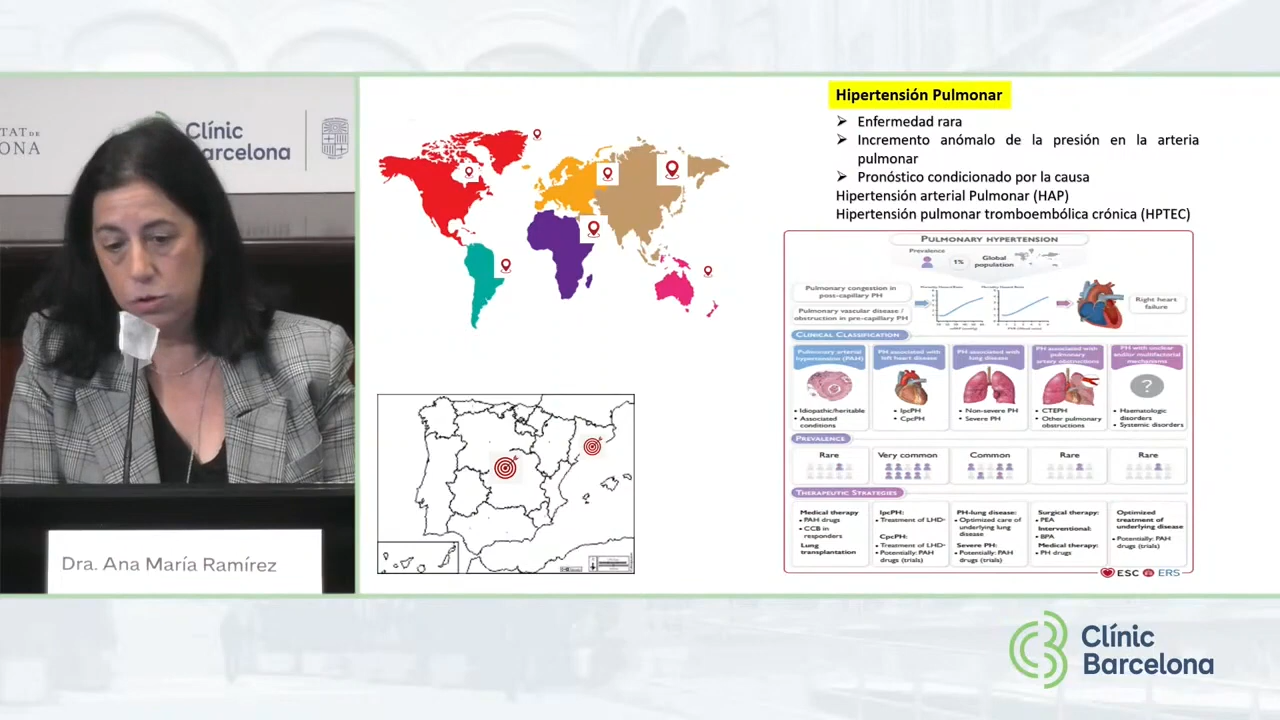 TAT DE
ONA
Clínic
arcelona
Dra. Ana María Ramírez
Hipertensión Pulmonar
Enfermedad rara
Incremento anómalo de la presión en la arteria
pulmonar
Pronóstico condicionado por la causa
Hipertensión arterial Pulmonar (HAP)
Hipertensión pulmonar tromboembólica crónica (HPTEC)
PULMONARY HYPERTENSION
Prevalence
1%
Global
population
Pulmonary congestion in
post-capillary PH
Pulmonary vascular disease /
obstruction in pre-capillary PH
Right heart
failure
CLINICAL CLASSIFICATION
Pulmonary arterial
hypertension (PAH)
• Idiopathic/heritable
• Associated
conditions
PH associated with
left heart disease
• IpcPH
• CpcPH
PH associated with
lung disease
• Non-severe PH
• Severe PH
PH associated with
pulmonary
artery obstructions
• CTEPH
• Other pulmonary
obstructions
PH with unclear
and/or multifactorial
mechanisms
?
• Haematologic
disorders
• Systemic disorders
PREVALENCE
Rare
Very common
Common
Rare
Rare
THERAPEUTIC STRATEGIES
Medical therapy
• PAH drugs
• CCB in
responders
Lung
transplantation
IpcPH:
• Treatment of LHD
CpcPH:
• Treatment of LHD
• Potentially: PAH
drugs (trials)
PH-lung disease:
• Optimized care of
underlying lung
disease
Severe PH:
• Potentially: PAH
drugs (trials)
Surgical therapy:
• PEA
Interventional:
• BPA
Medical therapy:
• PH drugs
Optimized
treatment of
underlying disease
• Potentially: PAH
drugs (trials)
ESC ERS
Clínic
Barcelona